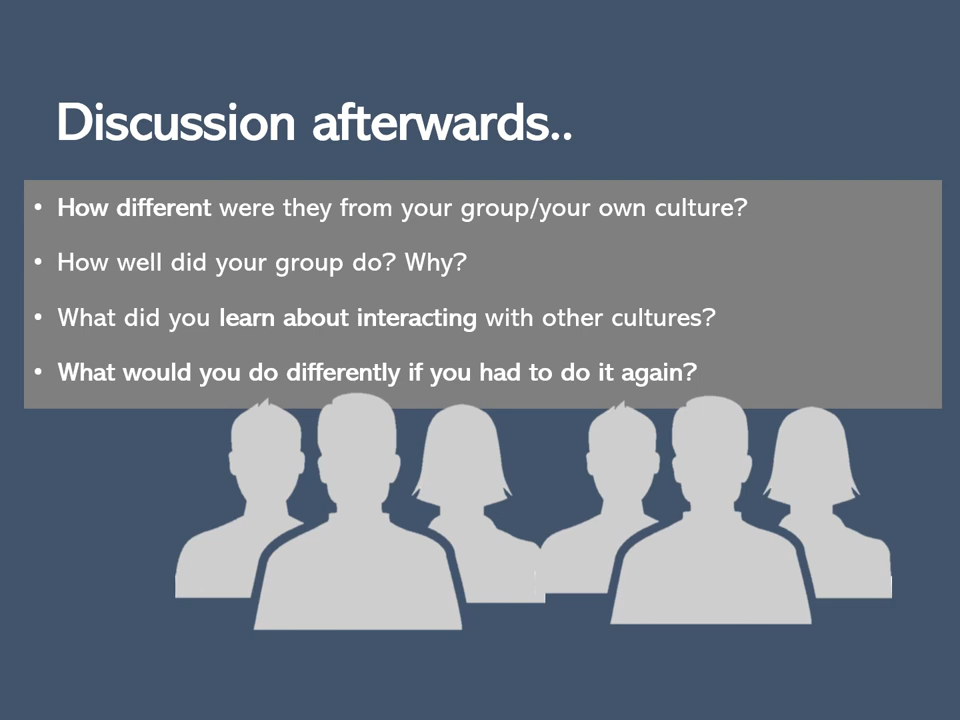 Discussion afterwards..
• How different were they from your group/your own culture?
• How well did your group do? Why?
• What did you learn about interacting with other cultures?
• What would you do differently if you had to do it again?